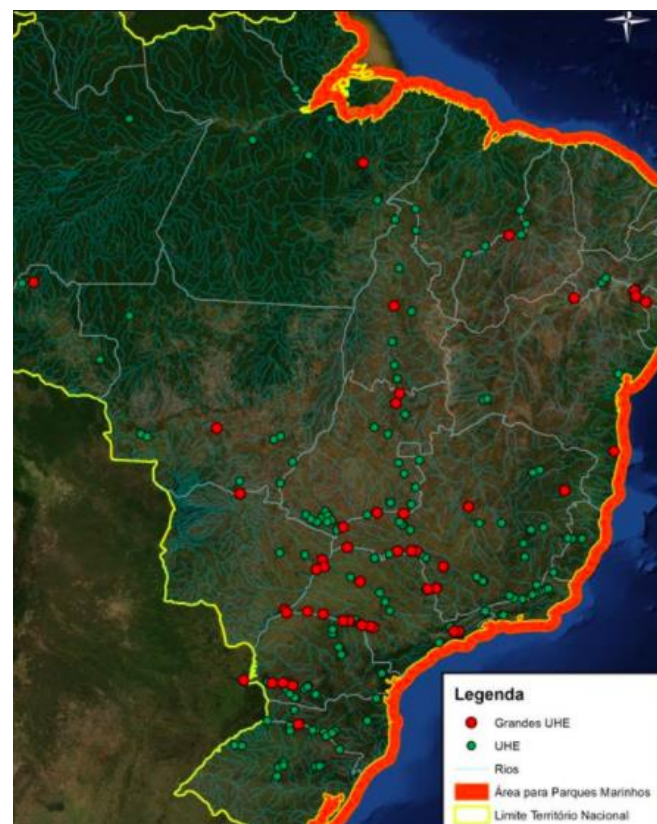 Legenda
Grandes UHE
UHE
Rios
Área para Parques Marinhos
Limite Território Nacional